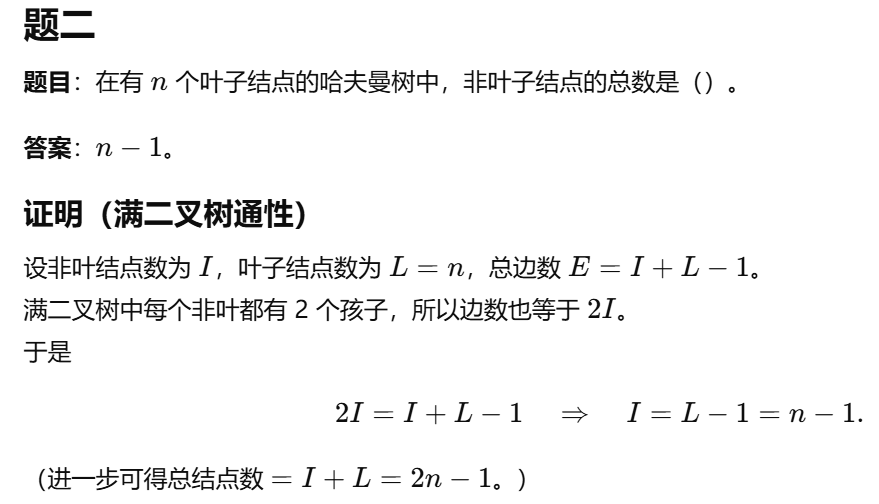 题二
题目：在有 n 个叶子结点的哈夫曼树中，非叶子结点的总数是（）。
答案：n − 1。
证明（满二叉树通性）
设非叶结点数为 I，叶子结点数为 L = n，总边数 E = I + L − 1。
满二叉树中每个非叶都有 2 个孩子，所以边数也等于 2I。
于是
2I = I + L − 1 ⇒ I = L − 1 = n − 1.
（进一步可得总结点数 = I + L = 2n − 1。）